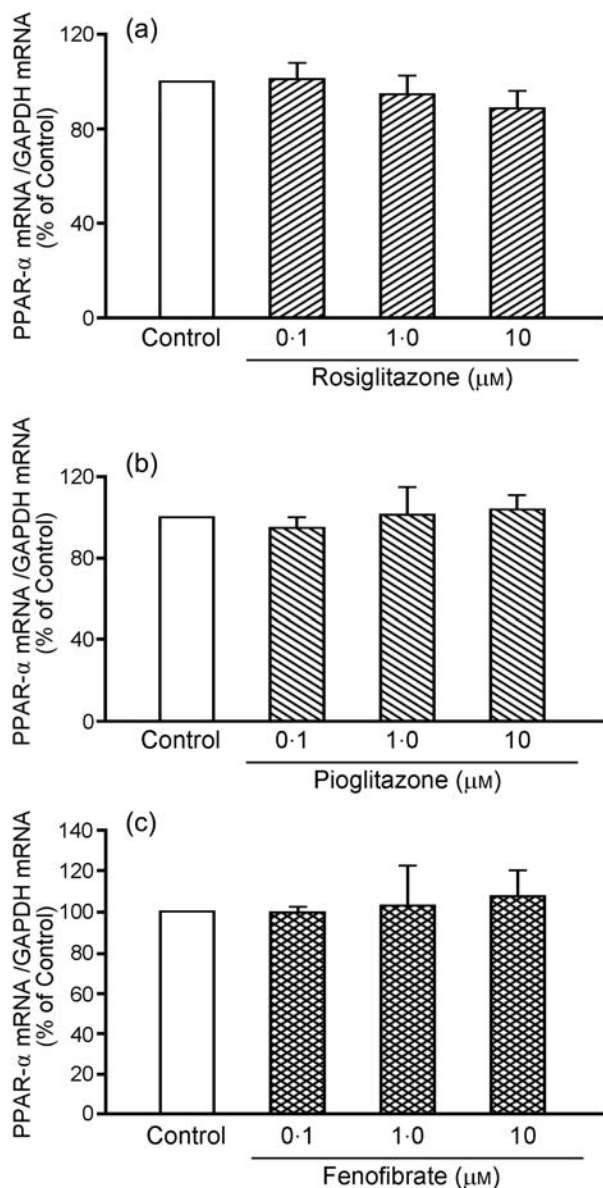 (a)
PPAR-α mRNA /GAPDH mRNA
(% of Control)
120
80
40
0
Control 0·1 1·0 10
Rosiglitazone (μM)
(b)
PPAR-α mRNA /GAPDH mRNA
(% of Control)
120
80
40
0
Control 0·1 1·0 10
Pioglitazone (μM)
(c)
PPAR-α mRNA /GAPDH mRNA
(% of Control)
140
120
100
80
60
40
20
0
Control 0·1 1·0 10
Fenofibrate (μM)